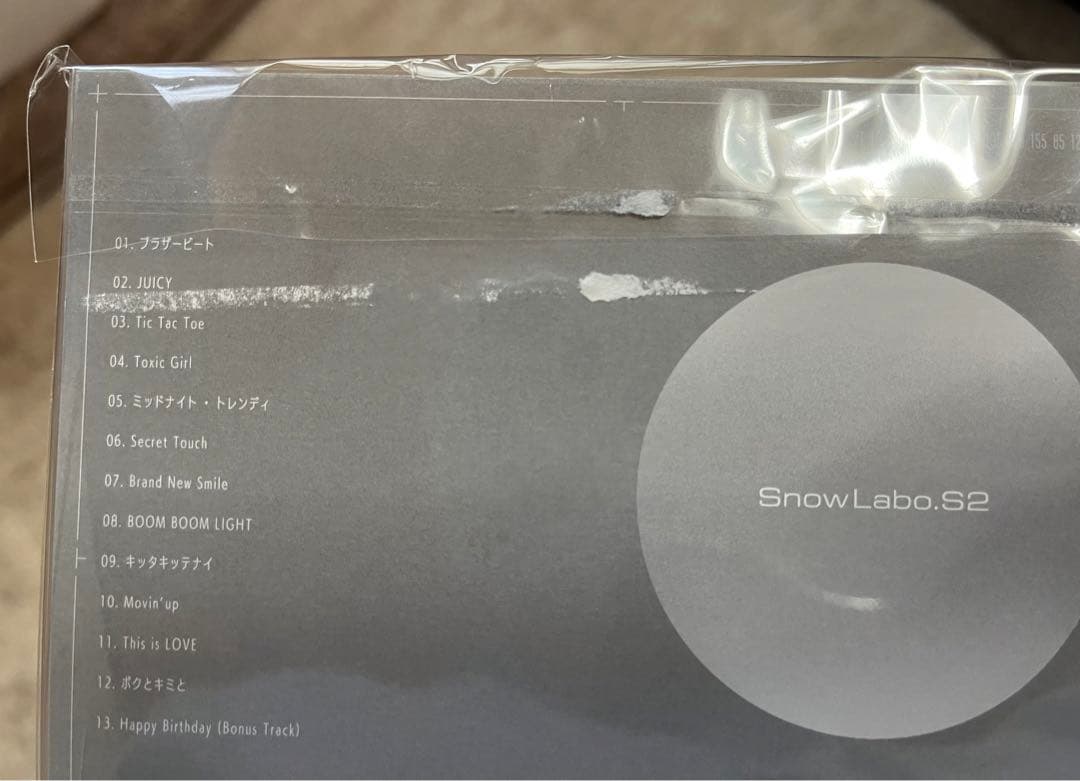 155 85 12
01. ブラザービート
02. JUICY
03. Tic Tac Toe
04. Toxic Girl
05. ミッドナイト・トレンディ
06. Secret Touch
07. Brand New Smile
08. BOOM BOOM LIGHT
09. キッタキッテナイ
10. Movin' up
11. This is LOVE
12. ボクとキミと
13. Happy Birthday (Bonus Track)
Snow Labo.S2